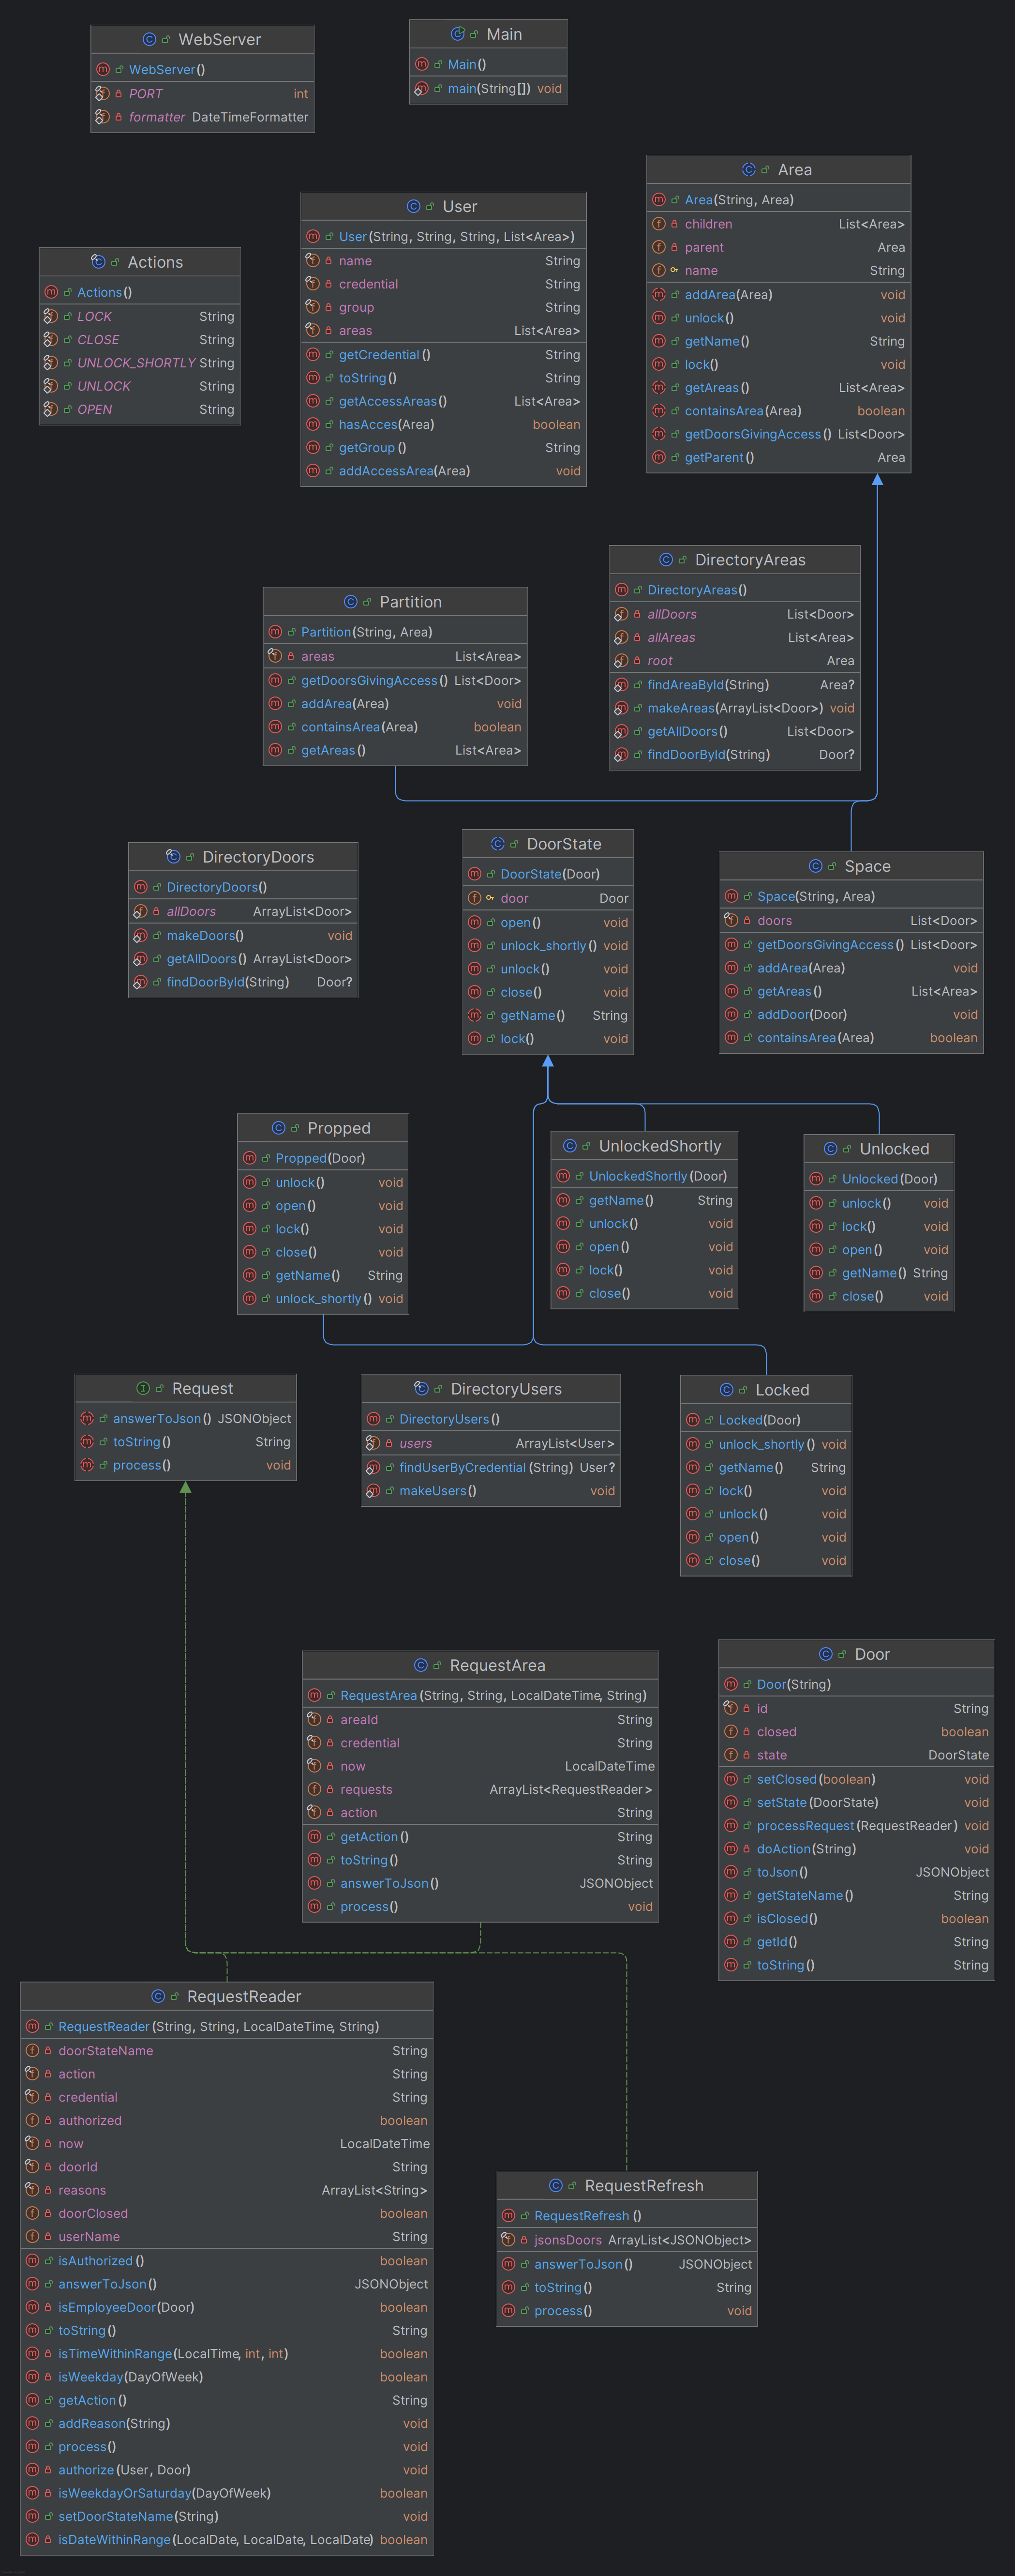 WebServer
WebServer()
PORT int
formatter DateTimeFormatter
Main
Main()
main(String[]) void
Area
Area(String, Area)
children List<Area>
parent Area
name String
addArea(Area) void
unlock() void
getName() String
lock() void
getAreas() List<Area>
containsArea(Area) boolean
getDoorsGivingAccess() List<Door>
getParent() Area
User
User(String, String, String, List<Area>)
name String
credential String
group String
areas List<Area>
getCredential() String
toString() String
getAccessAreas() List<Area>
hasAcces(Area) boolean
getGroup() String
addAccessArea(Area) void
Actions
Actions()
LOCK String
CLOSE String
UNLOCK_SHORTLY String
UNLOCK String
OPEN String
DirectoryAreas
DirectoryAreas()
allDoors List<Door>
allAreas List<Area>
root Area
findAreaById(String) Area?
makeAreas(ArrayList<Door>) void
getAllDoors() List<Door>
findDoorById(String) Door?
Partition
Partition(String, Area)
areas List<Area>
getDoorsGivingAccess() List<Door>
addArea(Area) void
containsArea(Area) boolean
getAreas() List<Area>
DirectoryDoors
DirectoryDoors()
allDoors ArrayList<Door>
makeDoors() void
getAllDoors() ArrayList<Door>
findDoorById(String) Door?
DoorState
DoorState(Door)
door Door
open() void
unlock_shortly() void
unlock() void
close() void
getName() String
lock() void
Space
Space(String, Area)
doors List<Door>
getDoorsGivingAccess() List<Door>
addArea(Area) void
getAreas() List<Area>
addDoor(Door) void
containsArea(Area) boolean
Propped
Propped(Door)
unlock() void
open() void
lock() void
close() void
getName() String
unlock_shortly() void
UnlockedShortly
UnlockedShortly(Door)
getName() String
unlock() void
open() void
lock() void
close() void
Unlocked
Unlocked(Door)
unlock() void
lock() void
open() void
getName() String
close() void
Request
answerToJson() JSONObject
toString() String
process() void
DirectoryUsers
DirectoryUsers()
users ArrayList<User>
findUserByCredential(String) User?
makeUsers() void
Locked
Locked(Door)
unlock_shortly() void
getName() String
lock() void
unlock() void
open() void
close() void
RequestArea
RequestArea(String, String, LocalDateTime, String)
areaId String
credential String
now LocalDateTime
requests ArrayList<RequestReader>
action String
getAction() String
toString() String
answerToJson() JSONObject
process() void
Door
Door(String)
id String
closed boolean
state DoorState
setClosed(boolean) void
setState(DoorState) void
processRequest(RequestReader) void
doAction(String) void
toJson() JSONObject
getStateName() String
isClosed() boolean
getId() String
toString() String
RequestReader
RequestReader(String, String, LocalDateTime, String)
doorStateName String
action String
credential String
authorized boolean
now LocalDateTime
doorId String
reasons ArrayList<String>
doorClosed boolean
userName String
isAuthorized() boolean
answerToJson() JSONObject
isEmployeeDoor(Door) boolean
toString() String
isTimeWithinRange(LocalTime, int, int) boolean
isWeekday(DayOfWeek) boolean
getAction() String
addReason(String) void
process() void
authorize(User, Door) void
isWeekdayOrSaturday(DayOfWeek) boolean
setDoorStateName(String) void
isDateWithinRange(LocalDate, LocalDate, LocalDate) boolean
RequestRefresh
RequestRefresh()
jsonsDoors ArrayList<JSONObject>
answerToJson() JSONObject
toString() String
process() void